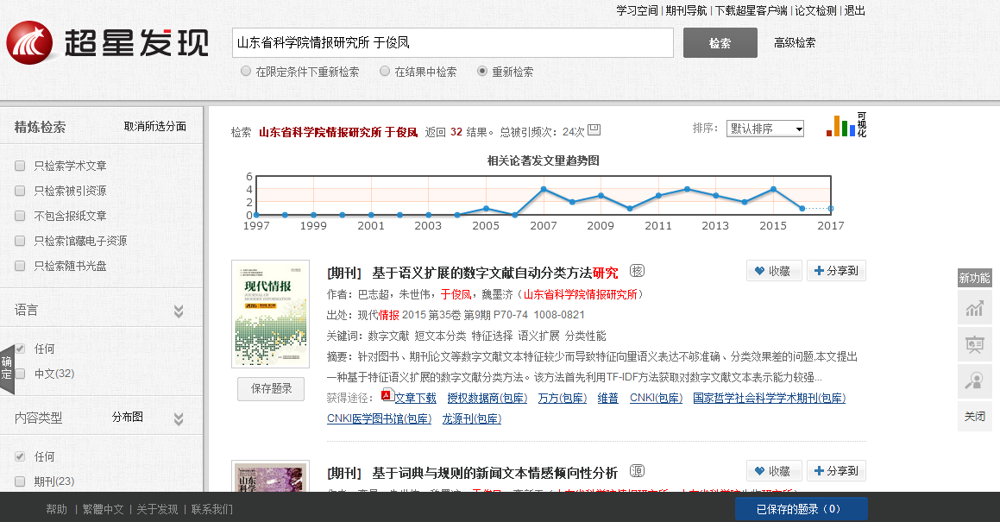 学习空间 | 期刊导航 | 下载超星客户端 | 论文检测 | 退出
超星发现
山东省科学院情报研究所 于俊凤
检索
高级检索
在限定条件下重新检索 在结果中检索 重新检索
精炼检索 取消所选分面
只检索学术文章
只检索被引资源
不包含报纸文章
只检索馆藏电子资源
只检索随书光盘
语言
任何
中文(32)
确定
内容类型 分布图
任何
期刊(23)
检索 山东省科学院情报研究所 于俊凤 返回 32 结果。总被引频次：24次
排序： 默认排序
可视化
相关论著发文量趋势图
6
4
2
0
1997 1999 2001 2003 2005 2007 2009 2011 2013 2015 2017
现代情报
保存题录
[期刊] 基于语义扩展的数字文献自动分类方法研究 核
收藏 分享到
作者：巴志超，朱世伟，于俊凤，魏墨济（山东省科学院情报研究所）
出处：现代情报 2015 第35卷 第9期 P70-74 1008-0821
关键词：数字文献 短文本分类 特征选择 语义扩展 分类性能
摘要：针对图书、期刊论文等数字文献文本特征较少而导致特征向量语义表达不够准确、分类效果差的问题,本文提出
一种基于特征语义扩展的数字文献分类方法。该方法首先利用TF-IDF方法获取对数字文献文本表示能力较强...
获得途径： 文章下载 授权数据商(包库) 万方(包库) 维普 CNKI(包库) 国家哲学社会科学学术期刊(包库)
CNKI医学图书馆(包库) 龙源刊(包库)
[期刊] 基于词典与规则的新闻文本情感倾向性分析 源
收藏 分享到
新功能
关闭
帮助 | 繁體中文 | 关于发现 | 联系我们
已保存的题录（0）